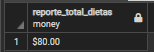 reporte_total_dietas
money
1
$80.00